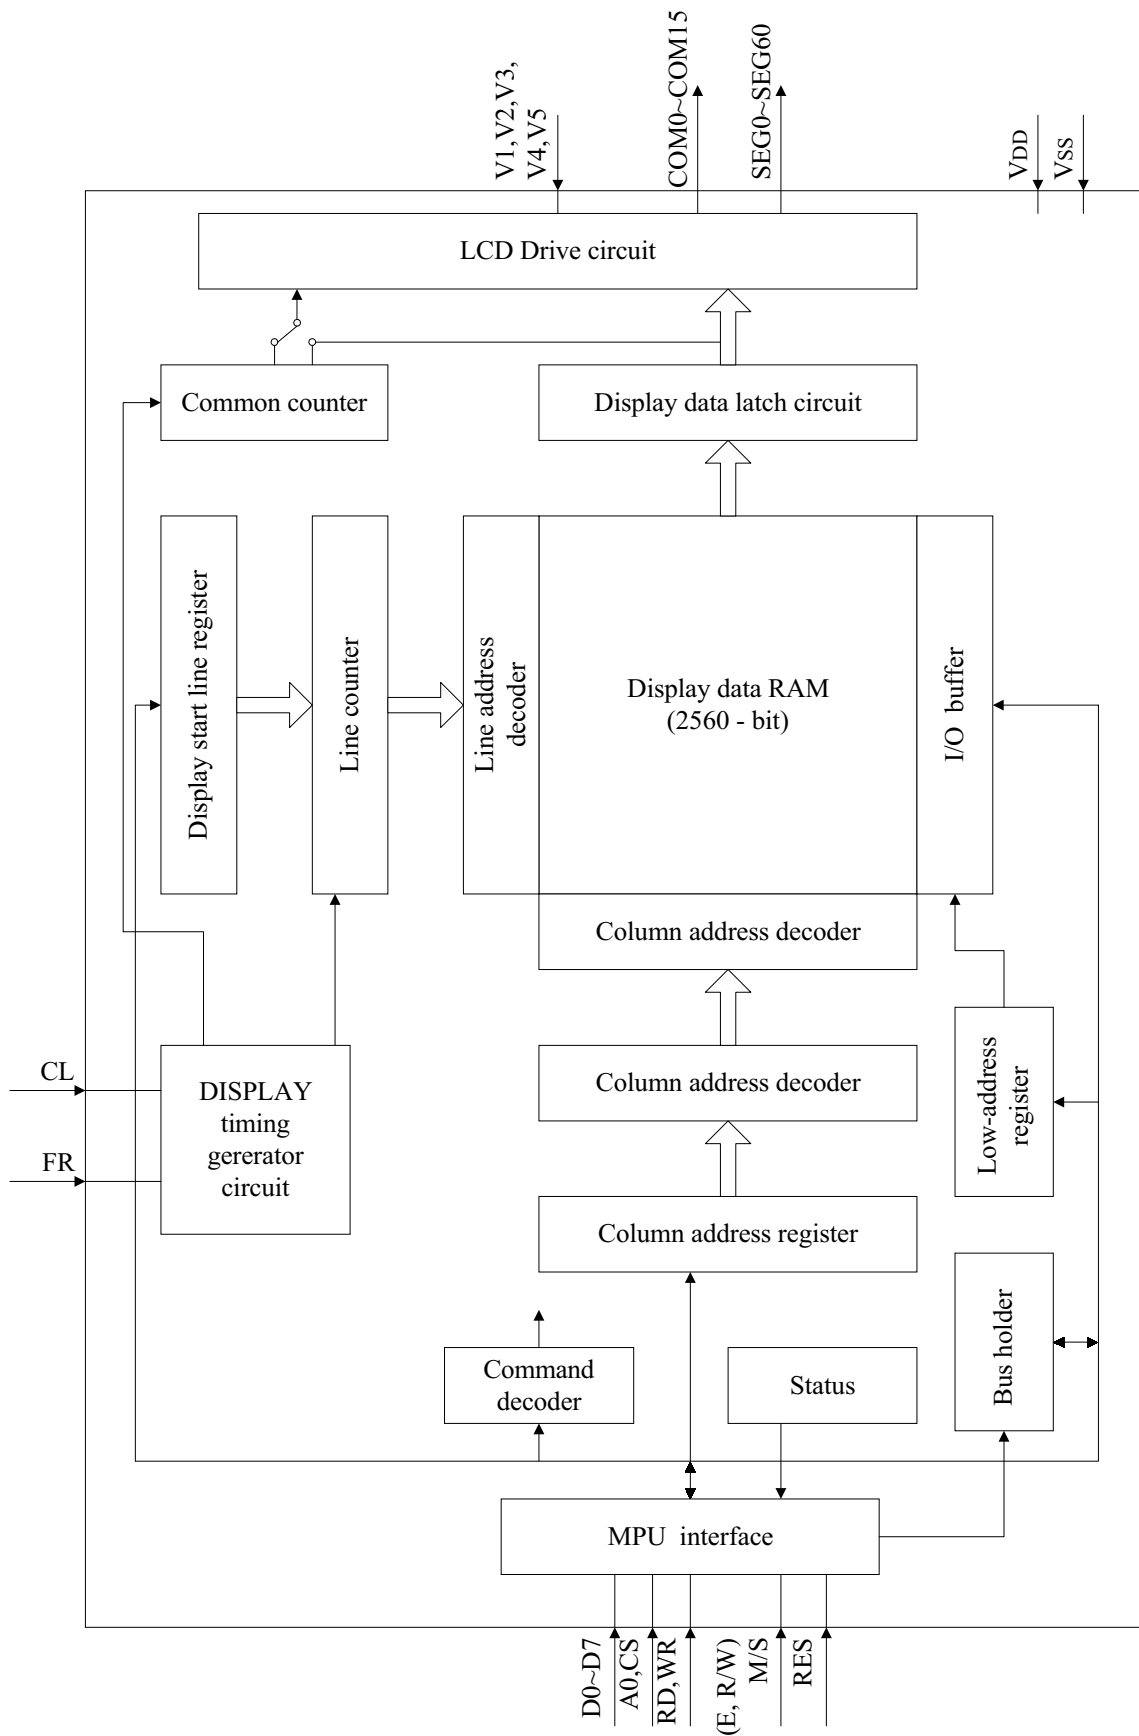 V1,V2,V3,
V4,V5
COM0~COM15
SEG0~SEG60
VDD
VSS
LCD Drive circuit
Common counter
Display data latch circuit
Display start line register
Line counter
Line address
decoder
Display data RAM
(2560 - bit)
I/O buffer
Column address decoder
CL
FR
DISPLAY
timing
gererator
circuit
Column address decoder
Low-address
register
Column address register
Command
decoder
Status
Bus holder
MPU interface
D0~D7
A0,CS
RD,WR
(E, R/W)
M/S
RES